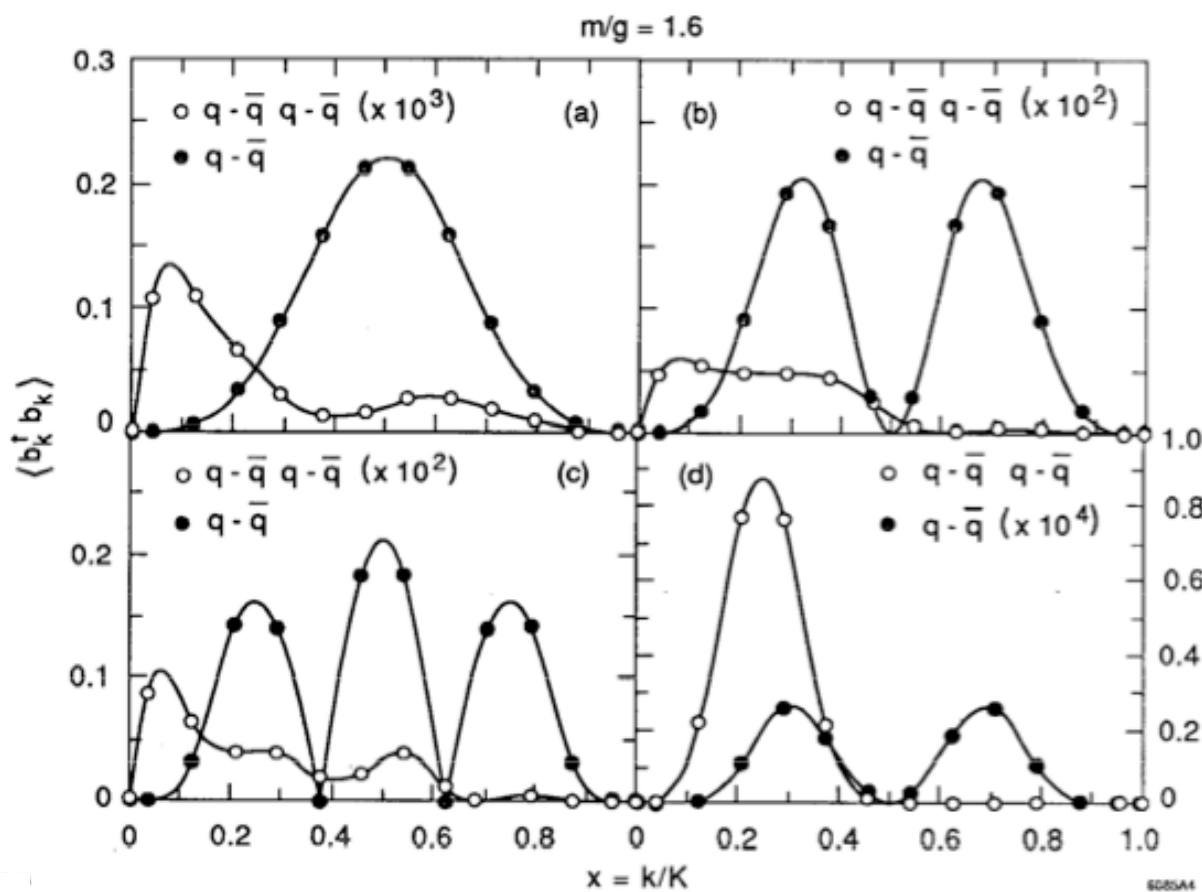 m/g = 1.6
0.3
0.2
0.1
0
○ q - q̅ q - q̅ (x 10³)
● q - q̅
(a)
(b)
○ q - q̅ q - q̅ (x 10²)
● q - q̅
⟨b†k bk⟩
○ q - q̅ q - q̅ (x 10²)
● q - q̅
(c)
0.2
0.1
0
(d)
○ q - q̅ q - q̅
● q - q̅ (x 10⁴)
1.0
0.8
0.6
0.4
0.2
0
0 0.2 0.4 0.6 0.8 0.2 0.4 0.6 0.8 1.0
x = k/K
6085A4